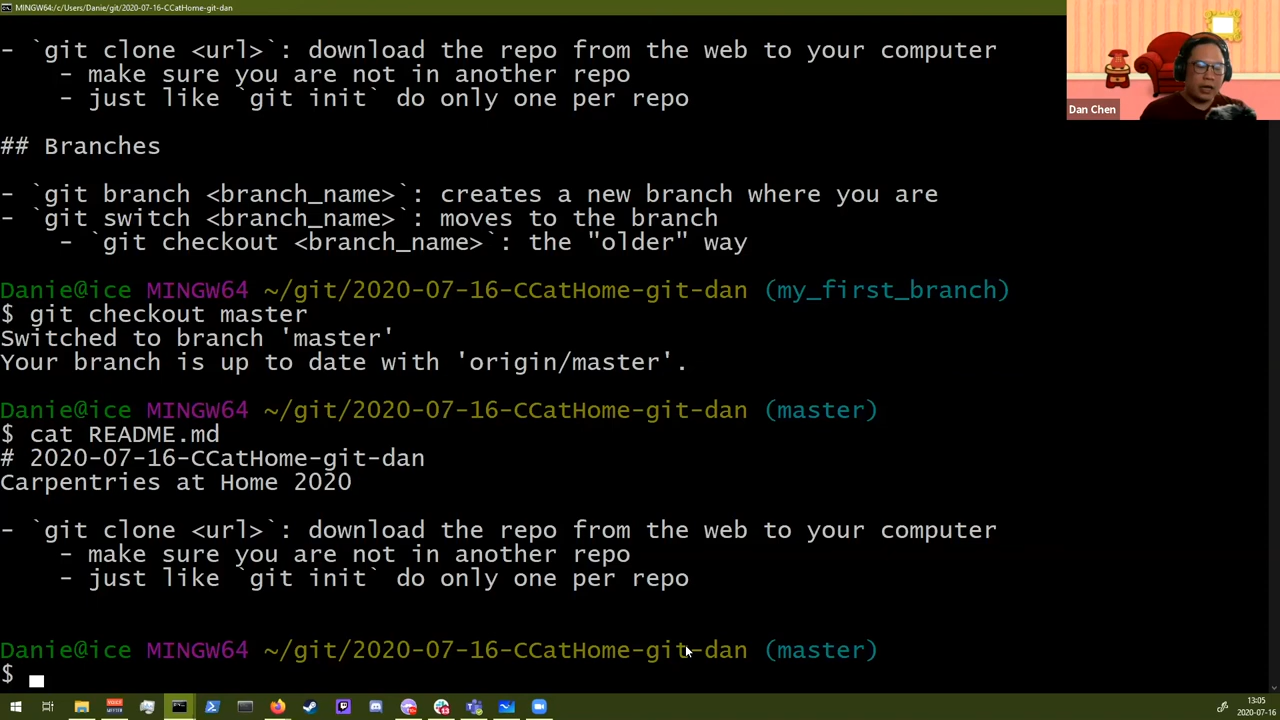 MINGW64:/c/Users/Danie/git/2020-07-16-CCatHome-git-dan
- `git clone <url>`: download the repo from the web to your computer
- make sure you are not in another repo
- just like `git init` do only one per repo
## Branches
- `git branch <branch_name>`: creates a new branch where you are
- `git switch <branch_name>`: moves to the branch
- `git checkout <branch_name>`: the "older" way
Danie@ice MINGW64 ~/git/2020-07-16-CCatHome-git-dan (my_first_branch)
$ git checkout master
Switched to branch 'master'
Your branch is up to date with 'origin/master'.
Danie@ice MINGW64 ~/git/2020-07-16-CCatHome-git-dan (master)
$ cat README.md
# 2020-07-16-CCatHome-git-dan
Carpentries at Home 2020
- `git clone <url>`: download the repo from the web to your computer
- make sure you are not in another repo
- just like `git init` do only one per repo
Danie@ice MINGW64 ~/git/2020-07-16-CCatHome-git-dan (master)
$
Dan Chen
13:05
2020-07-16